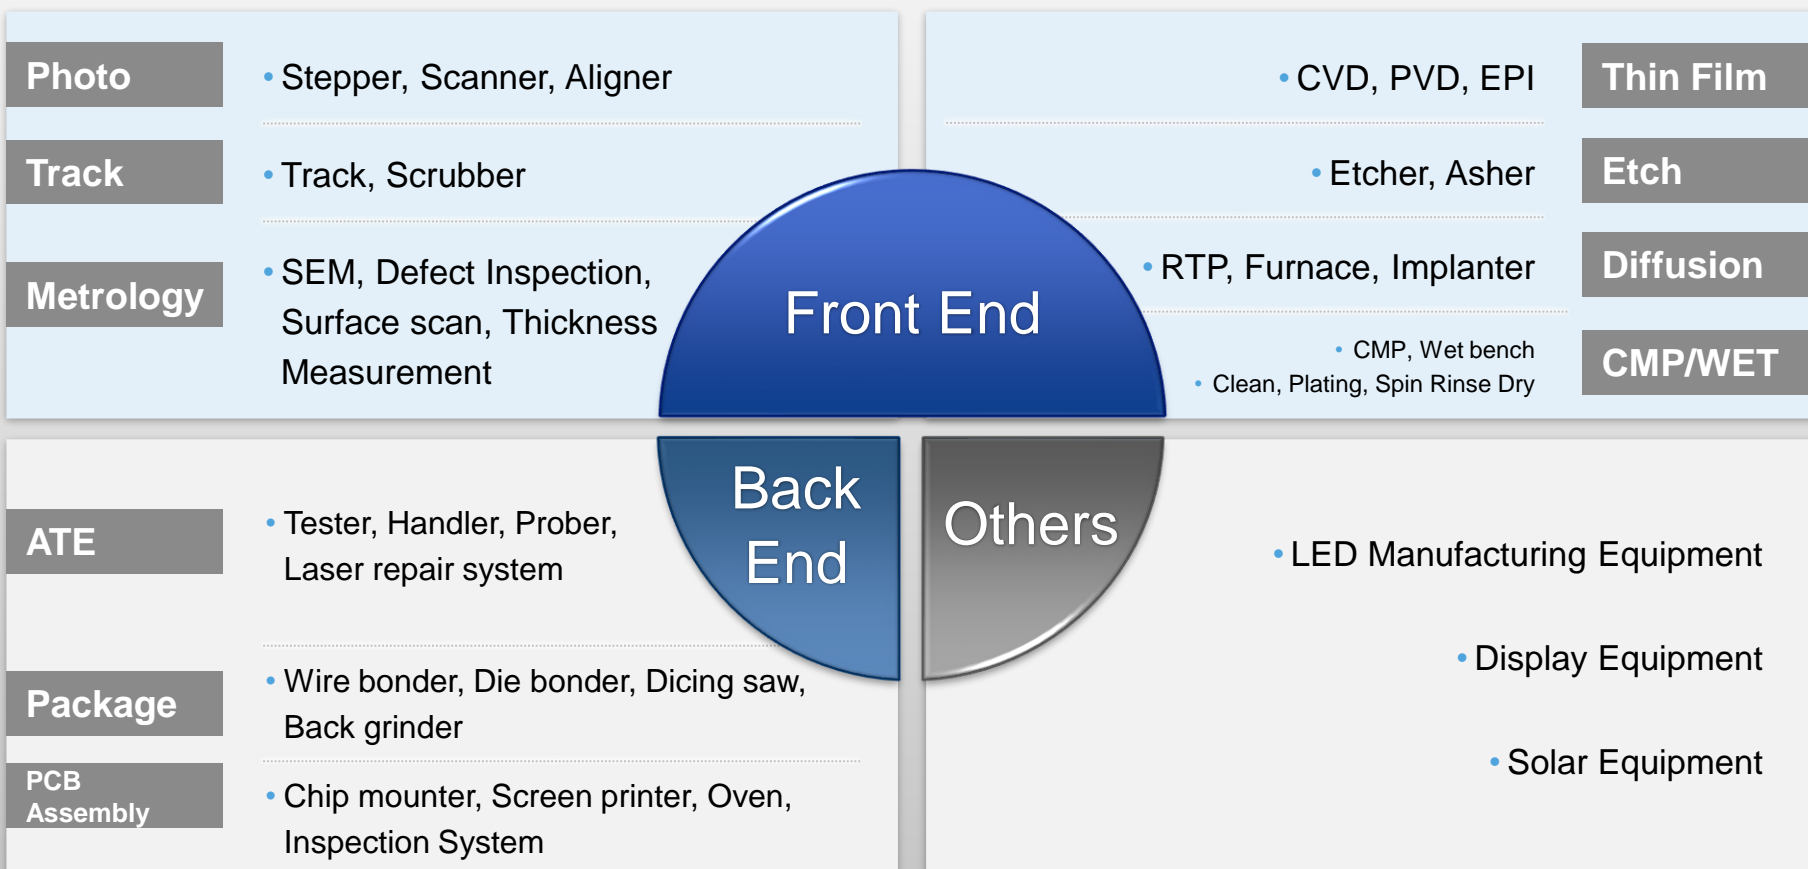 Photo
• Stepper, Scanner, Aligner
Track
• Track, Scrubber
Metrology
• SEM, Defect Inspection,
Surface scan, Thickness
Measurement
• CVD, PVD, EPI
Thin Film
• Etcher, Asher
Etch
• RTP, Furnace, Implanter
Diffusion
• CMP, Wet bench
• Clean, Plating, Spin Rinse Dry
CMP/WET
Front End
Back
End
Others
ATE
• Tester, Handler, Prober,
Laser repair system
Package
• Wire bonder, Die bonder, Dicing saw,
Back grinder
PCB
Assembly
• Chip mounter, Screen printer, Oven,
Inspection System
• LED Manufacturing Equipment
• Display Equipment
• Solar Equipment